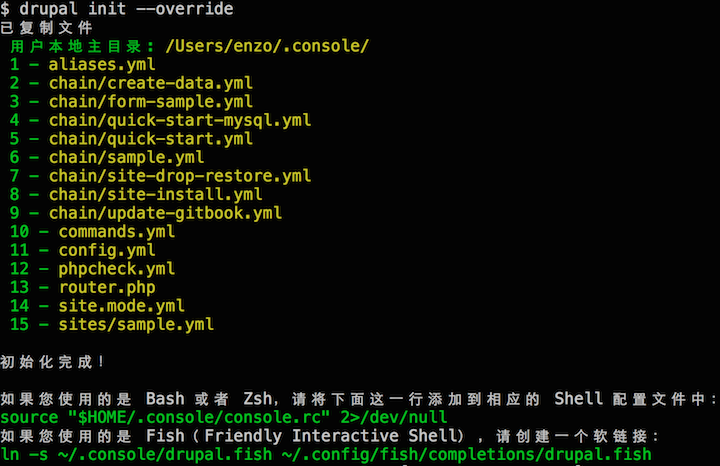 $ drupal init --override
已复制文件
用户本地主目录: /Users/enzo/.console/
1 - aliases.yml
2 - chain/create-data.yml
3 - chain/form-sample.yml
4 - chain/quick-start-mysql.yml
5 - chain/quick-start.yml
6 - chain/sample.yml
7 - chain/site-drop-restore.yml
8 - chain/site-install.yml
9 - chain/update-gitbook.yml
10 - commands.yml
11 - config.yml
12 - phpcheck.yml
13 - router.php
14 - site.mode.yml
15 - sites/sample.yml
初始化完成！
如果您使用的是 Bash 或者 Zsh，请将下面这一行添加到相应的 Shell 配置文件中：
source "$HOME/.console/console.rc" 2>/dev/null
如果您使用的是 Fish（Friendly Interactive Shell），请创建一个软链接：
ln -s ~/.console/drupal.fish ~/.config/fish/completions/drupal.fish